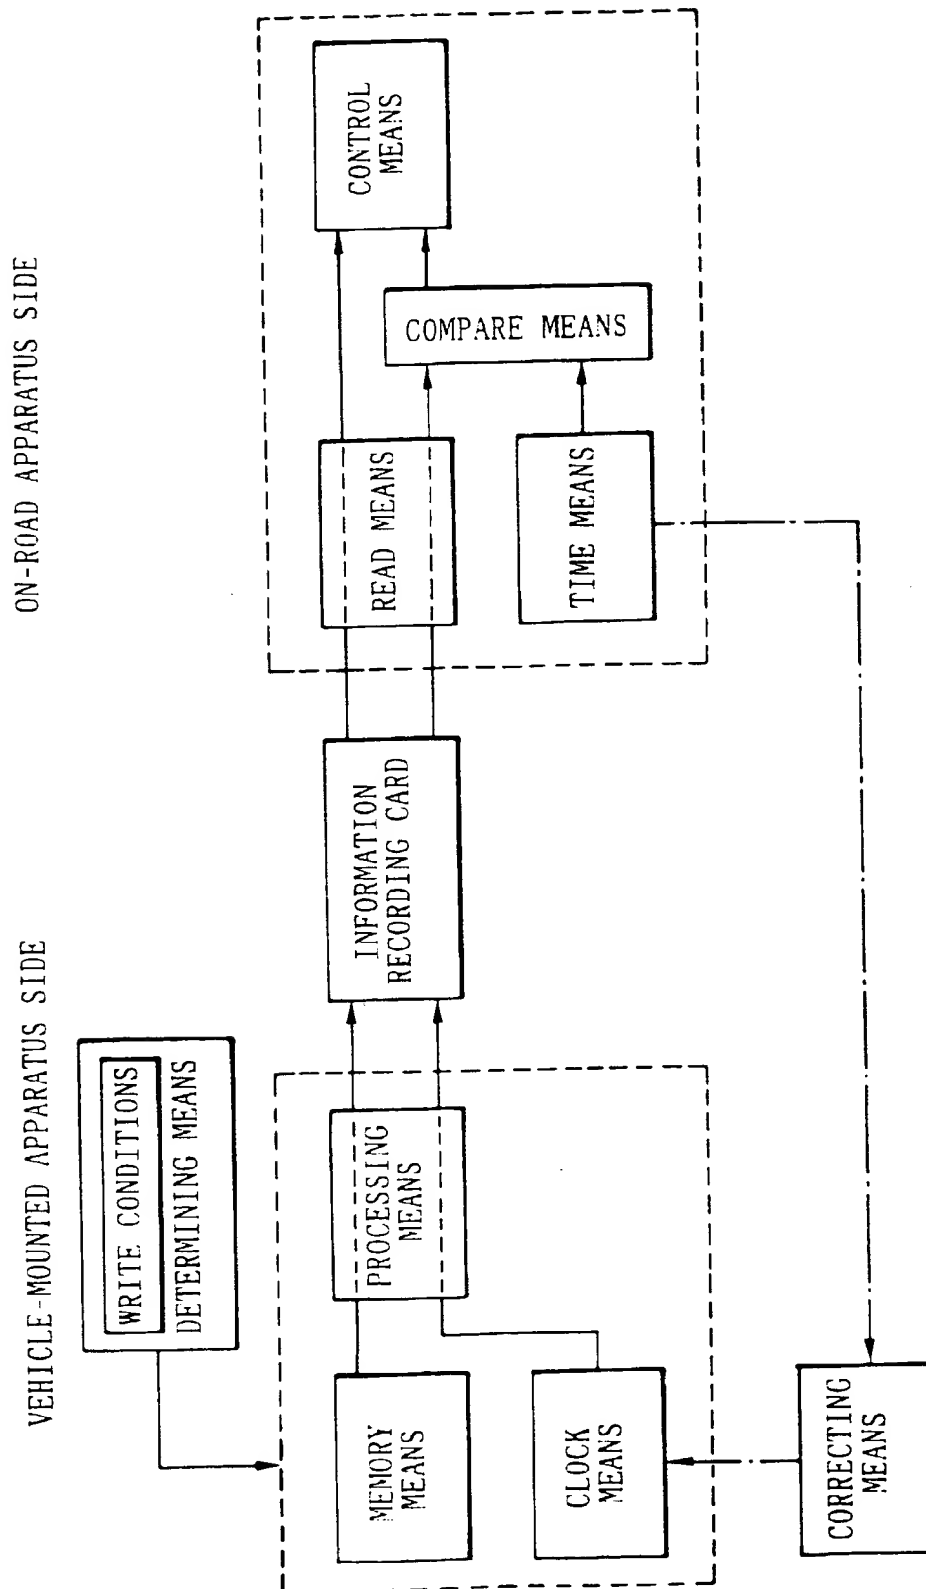 VEHICLE-MOUNTED APPARATUS SIDE
ON-ROAD APPARATUS SIDE
WRITE CONDITIONS
DETERMINING MEANS
MEMORY
MEANS
PROCESSING
MEANS
INFORMATION
RECORDING CARD
READ MEANS
CONTROL
MEANS
COMPARE MEANS
CLOCK
MEANS
TIME MEANS
CORRECTING
MEANS